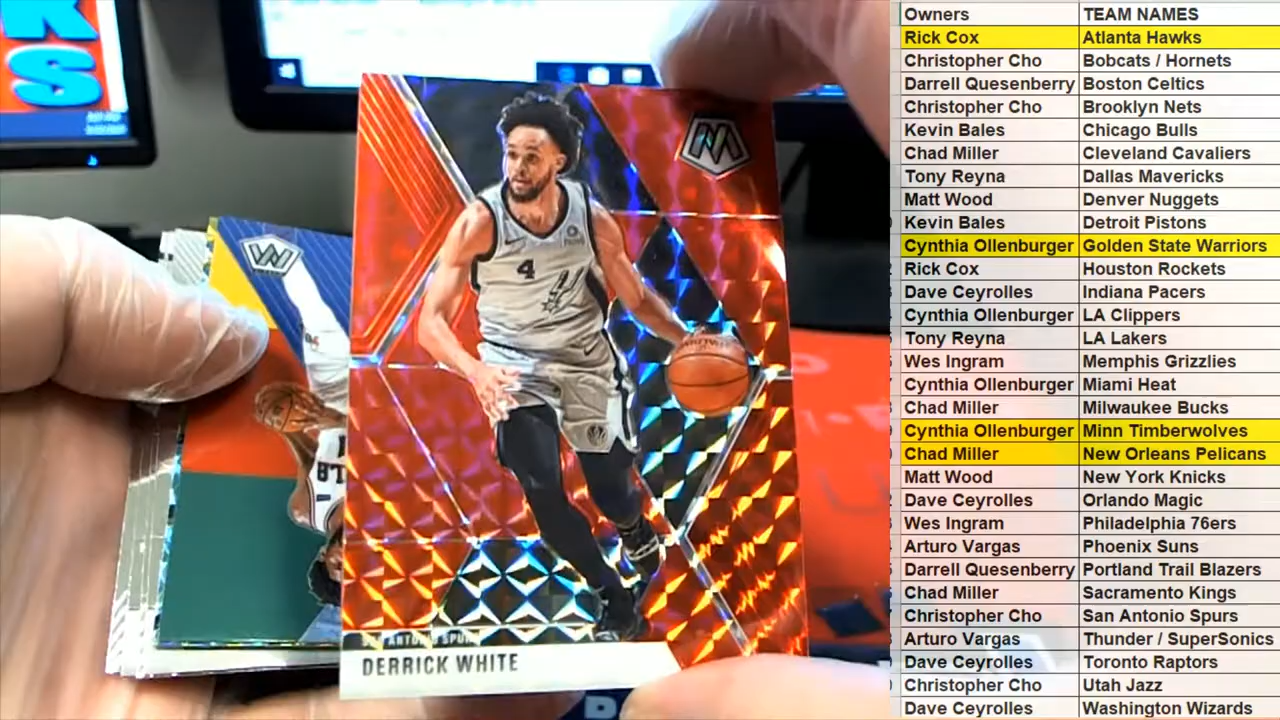 KS
4
SAN ANTONIO SPURS
DERRICK WHITE
Owners TEAM NAMES
Rick Cox Atlanta Hawks
Christopher Cho Bobcats / Hornets
Darrell Quesenberry Boston Celtics
Christopher Cho Brooklyn Nets
Kevin Bales Chicago Bulls
Chad Miller Cleveland Cavaliers
Tony Reyna Dallas Mavericks
Matt Wood Denver Nuggets
Kevin Bales Detroit Pistons
Cynthia Ollenburger Golden State Warriors
Rick Cox Houston Rockets
Dave Ceyrolles Indiana Pacers
Cynthia Ollenburger LA Clippers
Tony Reyna LA Lakers
Wes Ingram Memphis Grizzlies
Cynthia Ollenburger Miami Heat
Chad Miller Milwaukee Bucks
Cynthia Ollenburger Minn Timberwolves
Chad Miller New Orleans Pelicans
Matt Wood New York Knicks
Dave Ceyrolles Orlando Magic
Wes Ingram Philadelphia 76ers
Arturo Vargas Phoenix Suns
Darrell Quesenberry Portland Trail Blazers
Chad Miller Sacramento Kings
Christopher Cho San Antonio Spurs
Arturo Vargas Thunder / SuperSonics
Dave Ceyrolles Toronto Raptors
Christopher Cho Utah Jazz
Dave Ceyrolles Washington Wizards